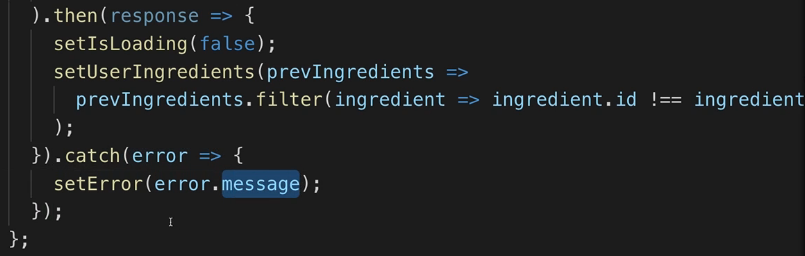 ).then(response => {
setIsLoading(false);
setUserIngredients(prevIngredients =>
prevIngredients.filter(ingredient => ingredient.id !== ingredient
);
}).catch(error => {
setError(error.message);
});
};